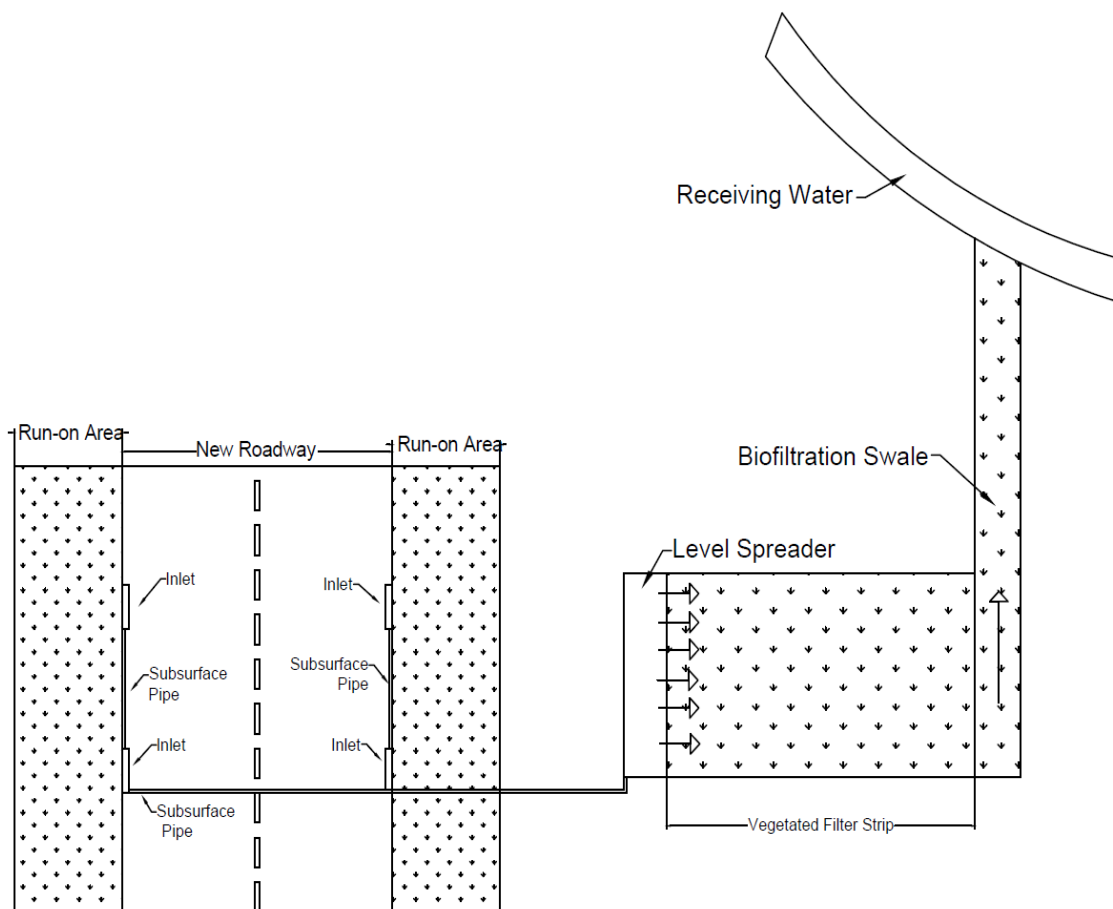 Receiving Water
Run-on Area
New Roadway
Run-on Area
Biofiltration Swale
Level Spreader
Inlet
Inlet
Subsurface
Pipe
Subsurface
Pipe
Inlet
Inlet
Subsurface
Pipe
Vegetated Filter Strip